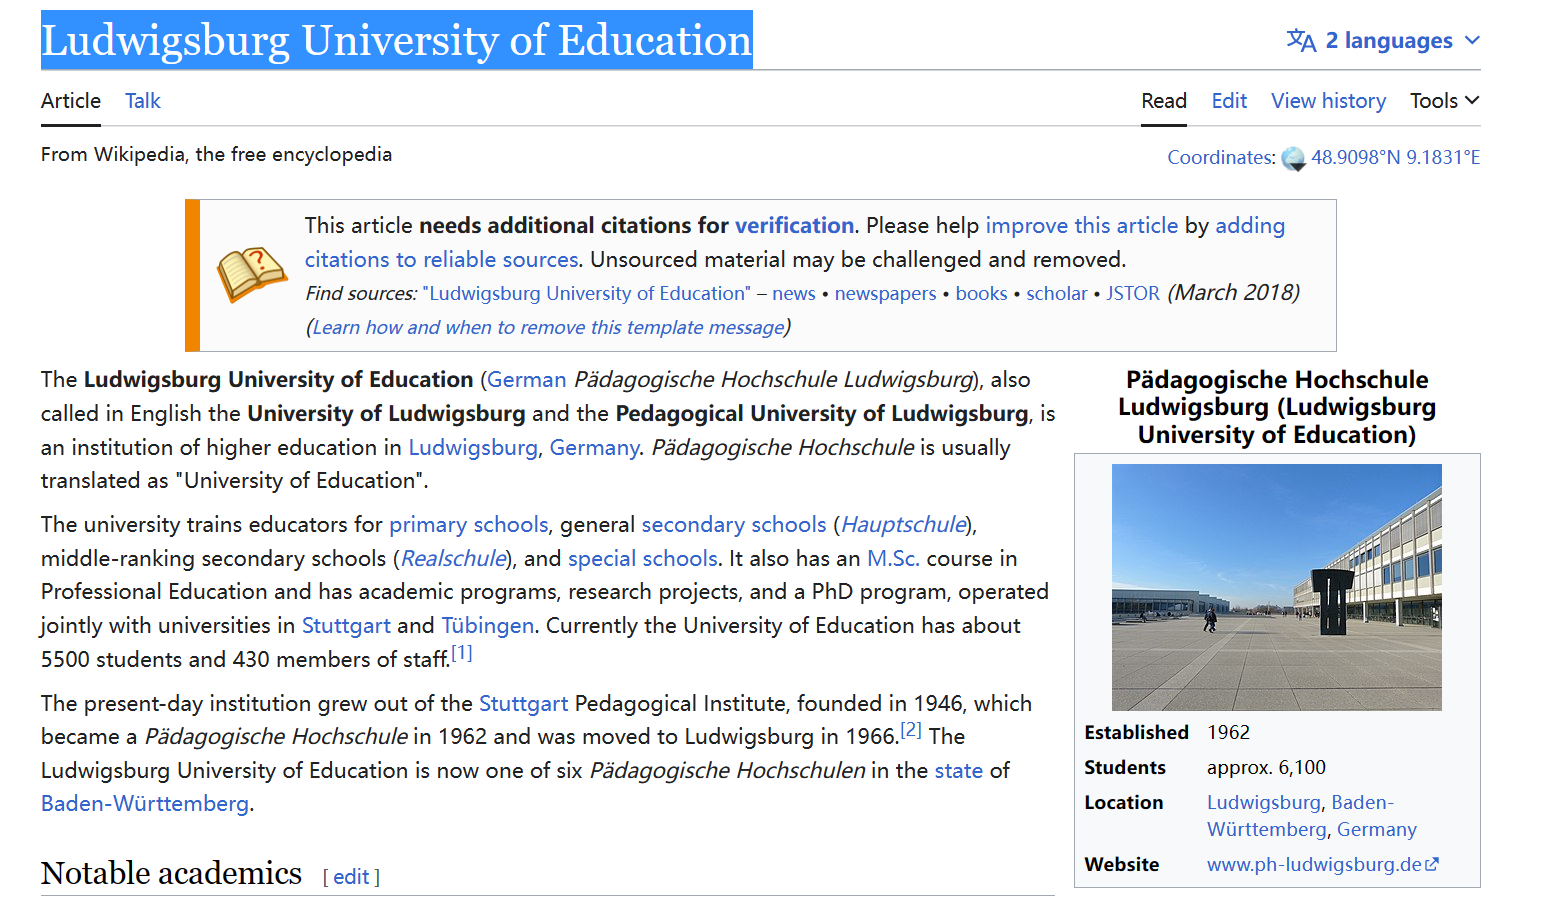 Ludwigsburg University of Education
2 languages
Article Talk
Read Edit View history Tools
From Wikipedia, the free encyclopedia
Coordinates: 48.9098°N 9.1831°E
This article needs additional citations for verification. Please help improve this article by adding
citations to reliable sources. Unsourced material may be challenged and removed.
Find sources: "Ludwigsburg University of Education" – news • newspapers • books • scholar • JSTOR (March 2018)
(Learn how and when to remove this template message)
The Ludwigsburg University of Education (German Pädagogische Hochschule Ludwigsburg), also
called in English the University of Ludwigsburg and the Pedagogical University of Ludwigsburg, is
an institution of higher education in Ludwigsburg, Germany. Pädagogische Hochschule is usually
translated as "University of Education".
The university trains educators for primary schools, general secondary schools (Hauptschule),
middle-ranking secondary schools (Realschule), and special schools. It also has an M.Sc. course in
Professional Education and has academic programs, research projects, and a PhD program, operated
jointly with universities in Stuttgart and Tübingen. Currently the University of Education has about
5500 students and 430 members of staff.[1]
The present-day institution grew out of the Stuttgart Pedagogical Institute, founded in 1946, which
became a Pädagogische Hochschule in 1962 and was moved to Ludwigsburg in 1966.[2] The
Ludwigsburg University of Education is now one of six Pädagogische Hochschulen in the state of
Baden-Württemberg.
Notable academics [ edit ]
Pädagogische Hochschule
Ludwigsburg (Ludwigsburg
University of Education)
Established 1962
Students approx. 6,100
Location Ludwigsburg, Baden-
Württemberg, Germany
Website www.ph-ludwigsburg.de